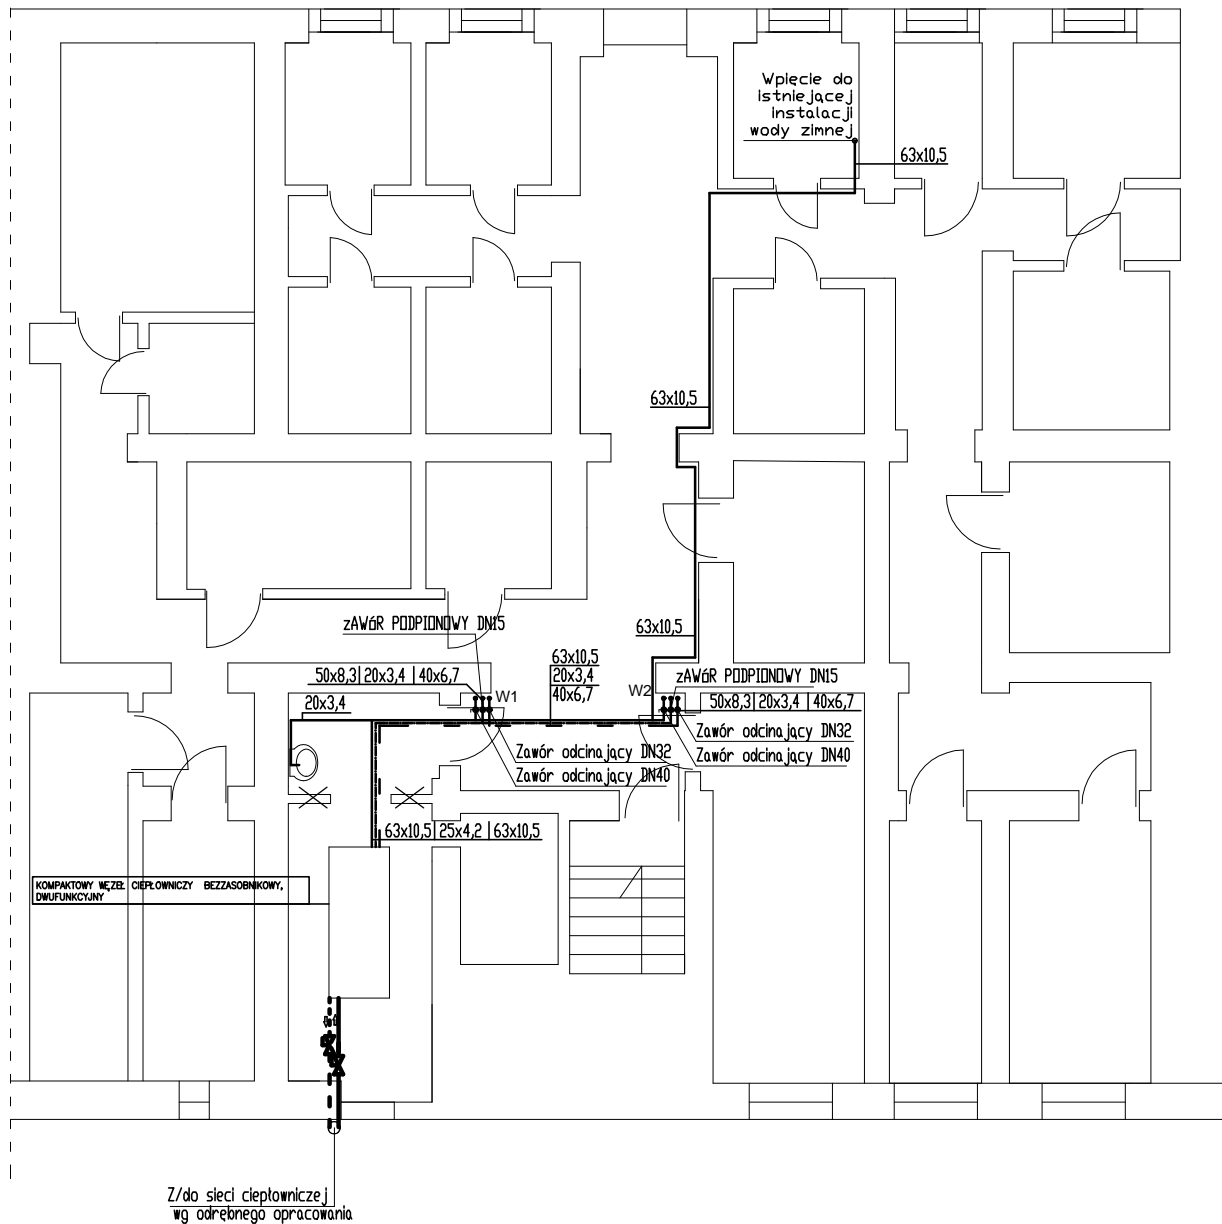 Wpięcie do
istniejącej
instalacji
wody zimnej
63x10,5
63x10,5
63x10,5
zAWóR PODPIONOWY DN15
63x10,5
20x3,4
40x6,7
50x8,3|20x3,4 |40x6,7
W1
W2
zAWóR PODPIONOWY DN15
50x8,3|20x3,4 |40x6,7
20x3,4
Zawór odcinający DN32
Zawór odcinający DN40
Zawór odcinający DN32
Zawór odcinający DN40
63x10,5|25x4,2 |63x10,5
KOMPAKTOWY WĘZEŁ CIEPŁOWNICZY BEZZASOBNIKOWY,
DWUFUNKCYJNY
Z/do sieci ciepłowniczej
wg odrębnego opracowania